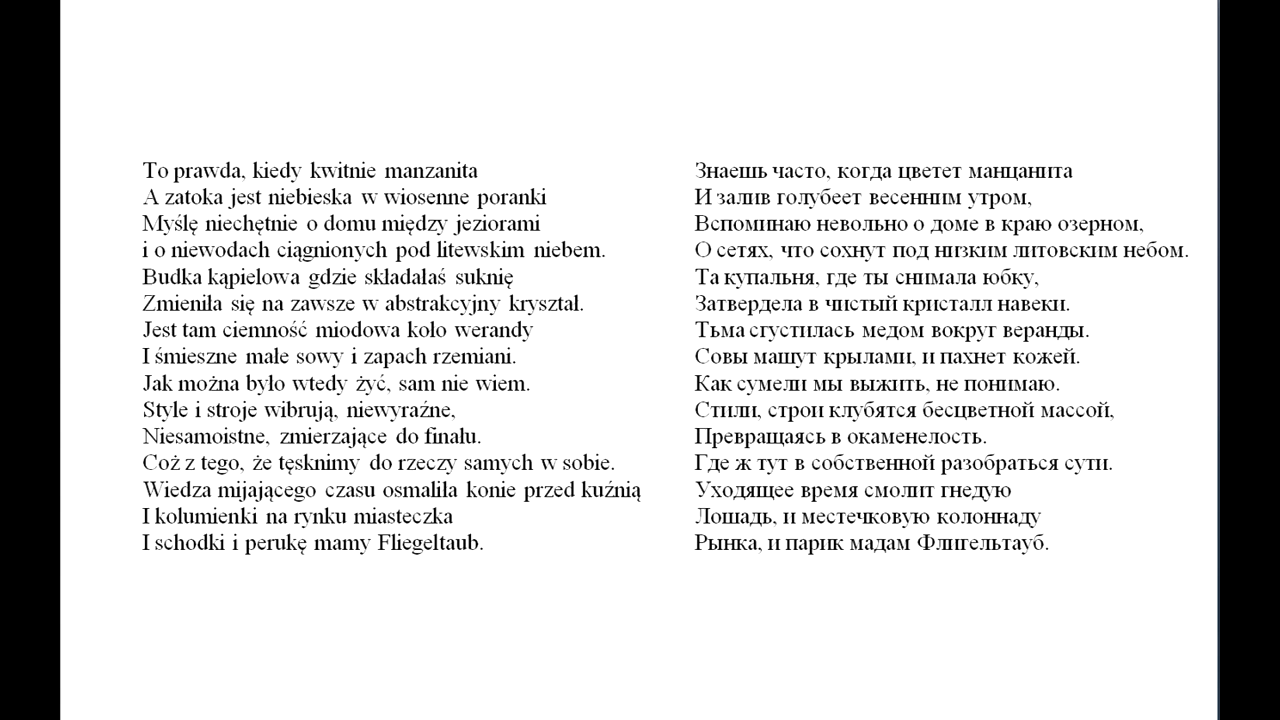 To prawda, kiedy kwitnie manzanita
A zatoka jest niebieska w wiosenne poranki
Myślę niechętnie o domu między jeziorami
i o niewodach ciągnionych pod litewskim niebem.
Budka kąpielowa gdzie składałaś suknię
Zmieniła się na zawsze w abstrakcyjny kryształ.
Jest tam ciemność miodowa koło werandy
I śmieszne małe sowy i zapach rzemiani.
Jak można było wtedy żyć, sam nie wiem.
Style i stroje wibrują, niewyraźne,
Niesamoistne, zmierzające do finału.
Coż z tego, że tęsknimy do rzeczy samych w sobie.
Wiedza mijającego czasu osmaliła konie przed kuźnią
I kolumienki na rynku miasteczka
I schodki i perukę mamy Fliegeltaub.
Знаешь часто, когда цветет манцанита
И залив голубеет весенним утром,
Вспоминаю невольно о доме в краю озерном,
О сетях, что сохнут под низким литовским небом.
Та купальня, где ты снимала юбку,
Затвердела в чистый кристалл навеки.
Тьма сгустилась медом вокруг веранды.
Совы машут крылами, и пахнет кожей.
Как сумели мы выжить, не понимаю.
Стили, строи клубятся бесцветной массой,
Превращаясь в окаменелость.
Где ж тут в собственной разобраться сути.
Уходящее время смолит гнедую
Лошадь, и местечковую колоннаду
Рынка, и парик мадам Флигельтауб.